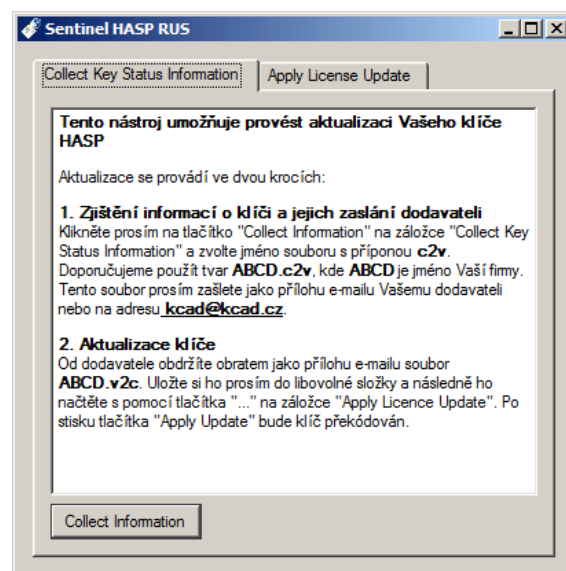 Sentinel HASP RUS
Collect Key Status Information
Apply License Update
Tento nástroj umožňuje provést aktualizaci Vašeho klíče
HASP
Aktualizace se provádí ve dvou krocích:
1. Zjištění informací o klíči a jejich zaslání dodavateli
Klikněte prosím na tlačítko "Collect Information" na záložce "Collect Key
Status Information" a zvolte jméno souboru s příponou c2v.
Doporučujeme použít tvar ABCD.c2v, kde ABCD je jméno Vaší firmy.
Tento soubor prosím zašlete jako přílohu e-mailu Vašemu dodavateli
nebo na adresu kcad@kcad.cz.
2. Aktualizace klíče
Od dodavatele obdržíte obratem jako přílohu e-mailu soubor
ABCD.v2c. Uložte si ho prosím do libovolné složky a následně ho
načtěte s pomocí tlačítka "..." na záložce "Apply Licence Update". Po
stisku tlačítka "Apply Update" bude klíč překódován.
Collect Information